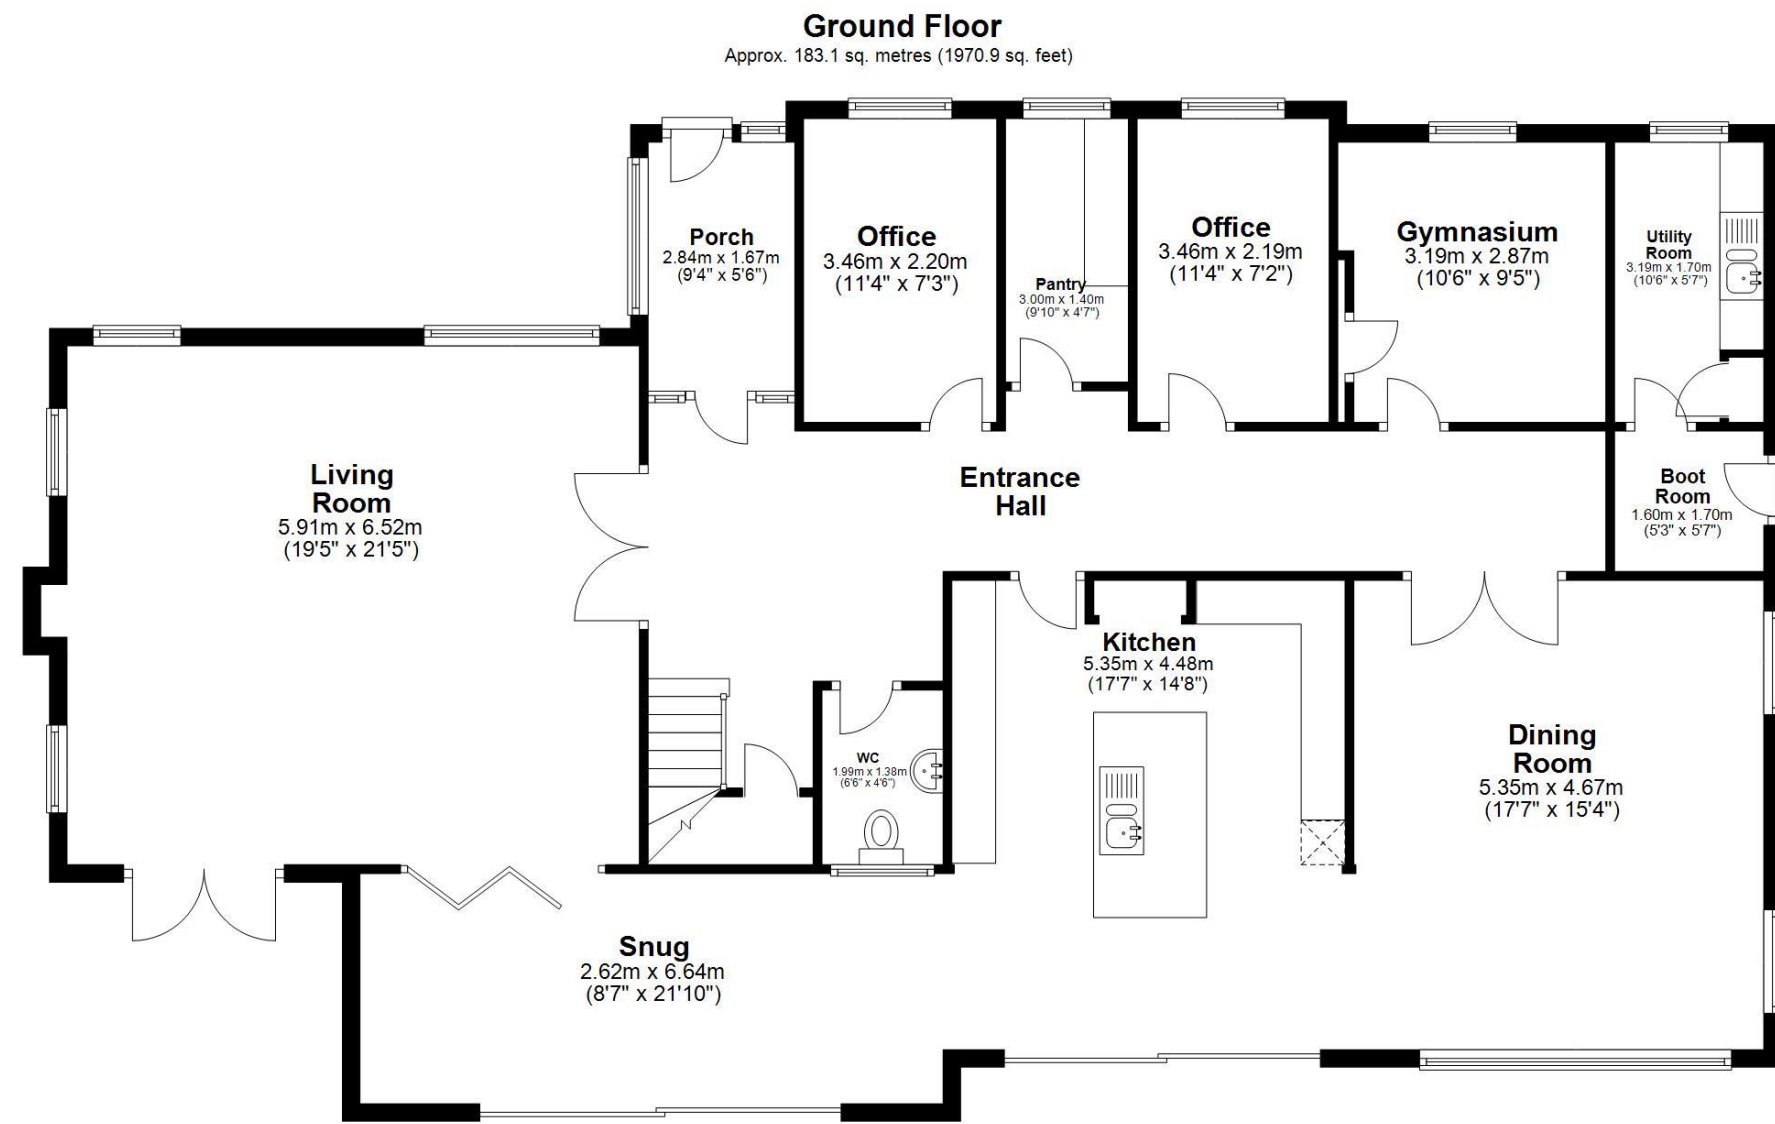 Ground Floor
Approx. 183.1 sq. metres (1970.9 sq. feet)
Porch
2.84m x 1.67m
(9'4" x 5'6")
Office
3.46m x 2.20m
(11'4" x 7'3")
Pantry
3.00m x 1.40m
(9'10" x 4'7")
Office
3.46m x 2.19m
(11'4" x 7'2")
Gymnasium
3.19m x 2.87m
(10'6" x 9'5")
Utility
Room
3.19m x 1.70m
(10'6" x 5'7")
Living
Room
5.91m x 6.52m
(19'5" x 21'5")
Entrance
Hall
Boot
Room
1.60m x 1.70m
(5'3" x 5'7")
Kitchen
5.35m x 4.48m
(17'7" x 14'8")
WC
1.99m x 1.38m
(6'6" x 4'6")
Dining
Room
5.35m x 4.67m
(17'7" x 15'4")
Snug
2.62m x 6.64m
(8'7" x 21'10")